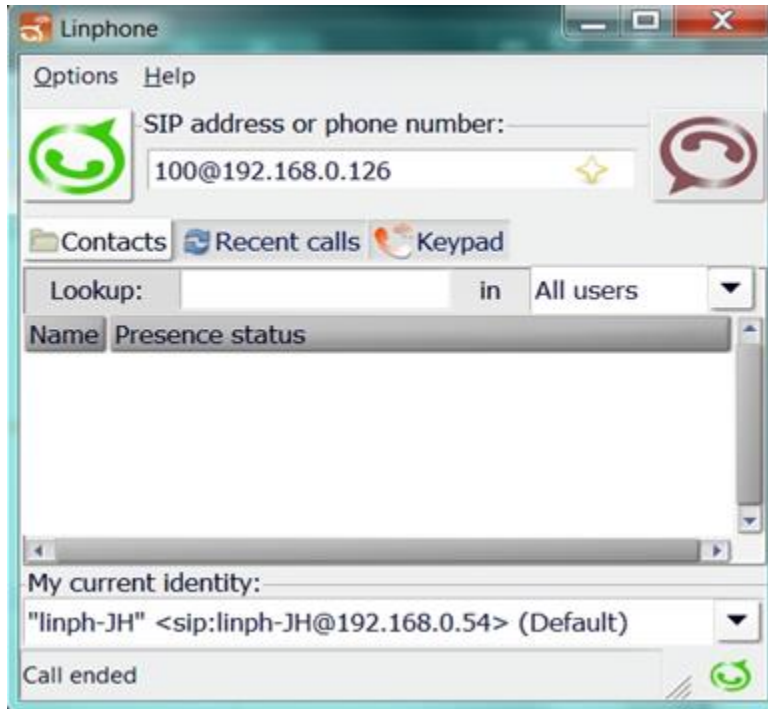 Linphone
Options Help
SIP address or phone number:
100@192.168.0.126
Contacts Recent calls Keypad
Lookup: in All users
Name Presence status
My current identity:
"linph-JH" <sip:linph-JH@192.168.0.54> (Default)
Call ended